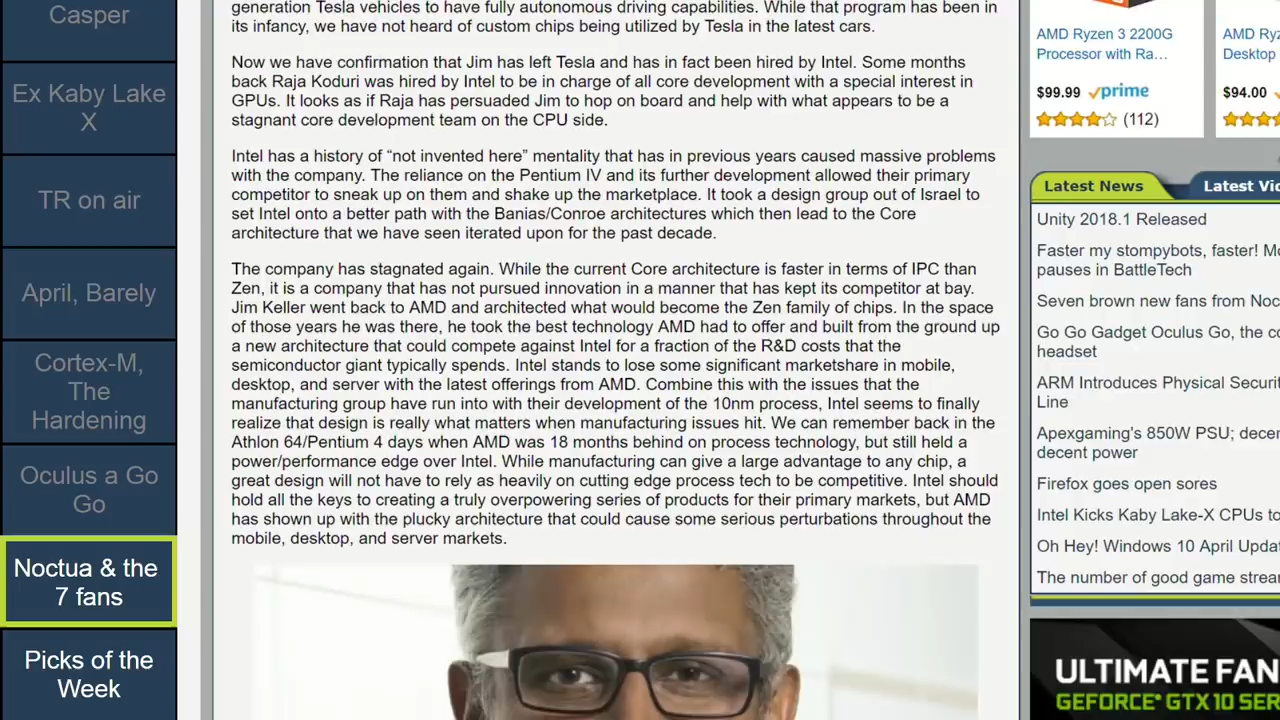 Casper
Ex Kaby Lake
X
TR on air
April, Barely
Cortex-M,
The
Hardening
Oculus a Go
Go
Noctua & the
7 fans
Picks of the
Week
generation Tesla vehicles to have fully autonomous driving capabilities. While that program has been in
its infancy, we have not heard of custom chips being utilized by Tesla in the latest cars.
Now we have confirmation that Jim has left Tesla and has in fact been hired by Intel. Some months
back Raja Koduri was hired by Intel to be in charge of all core development with a special interest in
GPUs. It looks as if Raja has persuaded Jim to hop on board and help with what appears to be a
stagnant core development team on the CPU side.
Intel has a history of “not invented here” mentality that has in previous years caused massive problems
with the company. The reliance on the Pentium IV and its further development allowed their primary
competitor to sneak up on them and shake up the marketplace. It took a design group out of Israel to
set Intel onto a better path with the Banias/Conroe architectures which then lead to the Core
architecture that we have seen iterated upon for the past decade.
The company has stagnated again. While the current Core architecture is faster in terms of IPC than
Zen, it is a company that has not pursued innovation in a manner that has kept its competitor at bay.
Jim Keller went back to AMD and architected what would become the Zen family of chips. In the space
of those years he was there, he took the best technology AMD had to offer and built from the ground up
a new architecture that could compete against Intel for a fraction of the R&D costs that the
semiconductor giant typically spends. Intel stands to lose some significant marketshare in mobile,
desktop, and server with the latest offerings from AMD. Combine this with the issues that the
manufacturing group have run into with their development of the 10nm process, Intel seems to finally
realize that design is really what matters when manufacturing issues hit. We can remember back in the
Athlon 64/Pentium 4 days when AMD was 18 months behind on process technology, but still held a
power/performance edge over Intel. While manufacturing can give a large advantage to any chip, a
great design will not have to rely as heavily on cutting edge process tech to be competitive. Intel should
hold all the keys to creating a truly overpowering series of products for their primary markets, but AMD
has shown up with the plucky architecture that could cause some serious perturbations throughout the
mobile, desktop, and server markets.
AMD Ryzen 3 2200G
Processor with Ra…
$99.99 prime
(112)
AMD Ryz
Desktop
$94.00
Latest News
Latest Vi
Unity 2018.1 Released
Faster my stompybots, faster! Mo
pauses in BattleTech
Seven brown new fans from Noc
Go Go Gadget Oculus Go, the co
headset
ARM Introduces Physical Securi
Line
Apexgaming's 850W PSU; decen
decent power
Firefox goes open sores
Intel Kicks Kaby Lake-X CPUs to
Oh Hey! Windows 10 April Upda
The number of good game strea
ULTIMATE FAN
GEFORCE GTX 10 SER